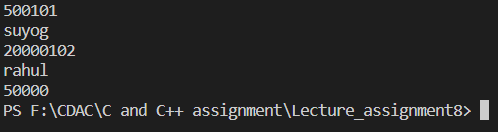 500101
suyog
20000102
rahul
50000
PS F:\CDAC\C and C++ assignment\Lecture_assignment8>